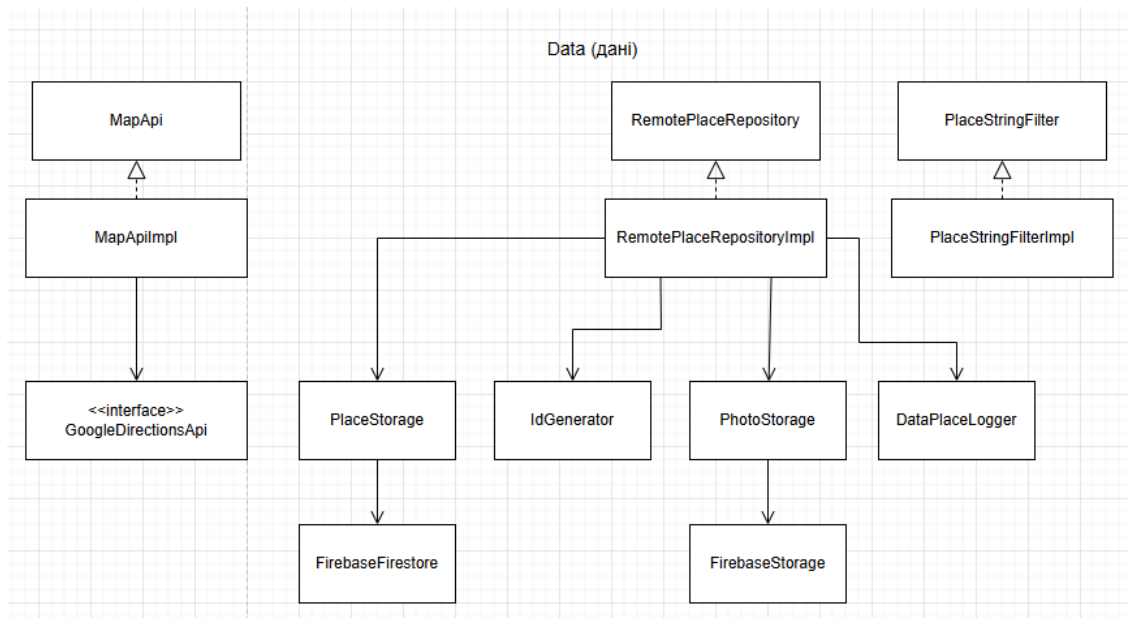 Data (дані)
MapApi
RemotePlaceRepository
PlaceStringFilter
MapApiImpl
RemotePlaceRepositoryImpl
PlaceStringFilterImpl
<<interface>>
GoogleDirectionsApi
PlaceStorage
IdGenerator
PhotoStorage
DataPlaceLogger
FirebaseFirestore
FirebaseStorage